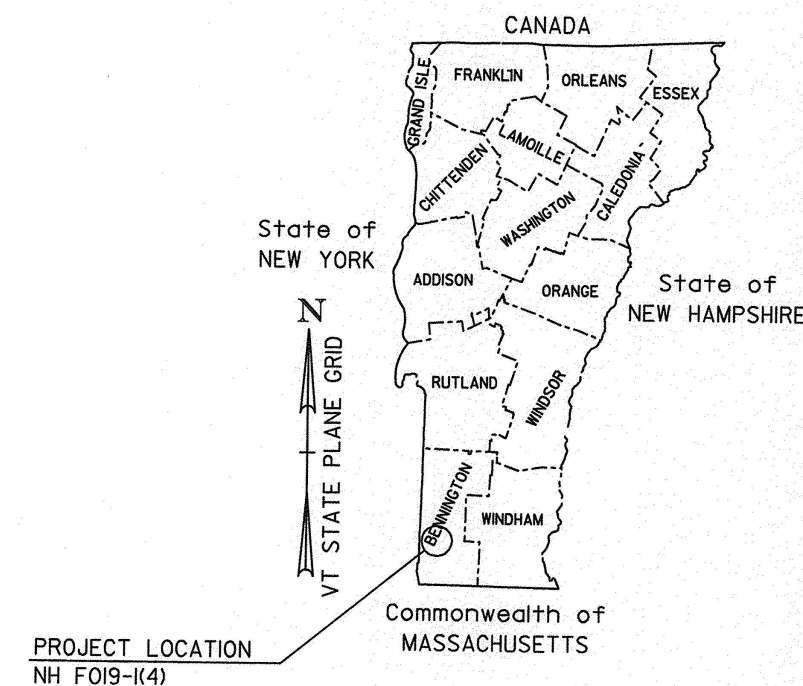 CANADA
GRAND ISLE
FRANKLIN
ORLEANS
ESSEX
LAMOILLE
CHITTENDEN
CALEDONIA
WASHINGTON
State of
NEW YORK
ADDISON
ORANGE
State of
NEW HAMPSHIRE
N
VT STATE PLANE GRID
RUTLAND
WINDSOR
BENNINGTON
WINDHAM
Commonwealth of
MASSACHUSETTS
PROJECT LOCATION
NH F019-1(4)